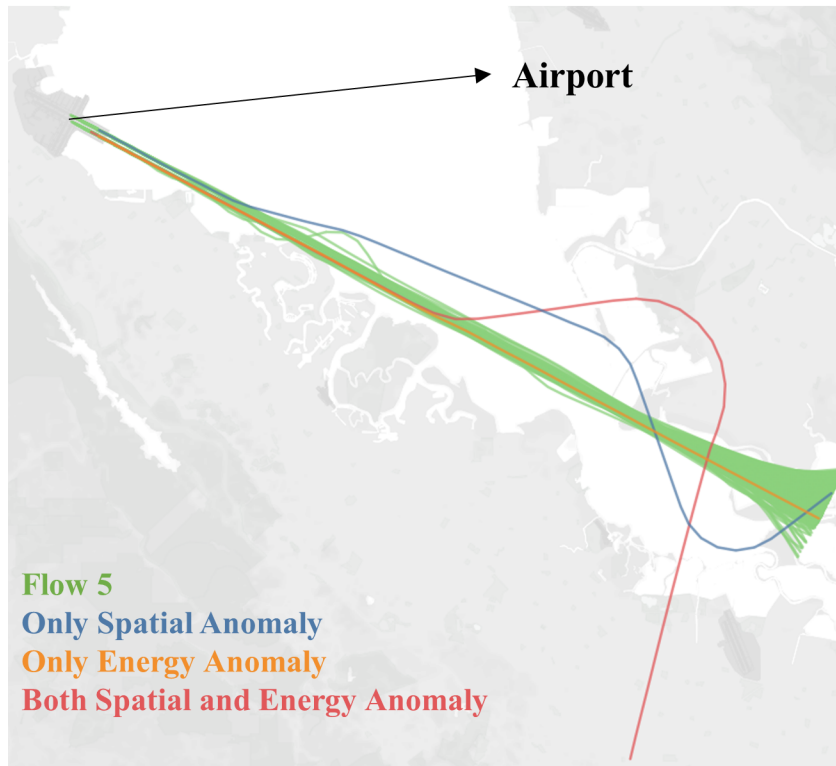 Airport
Flow 5
Only Spatial Anomaly
Only Energy Anomaly
Both Spatial and Energy Anomaly